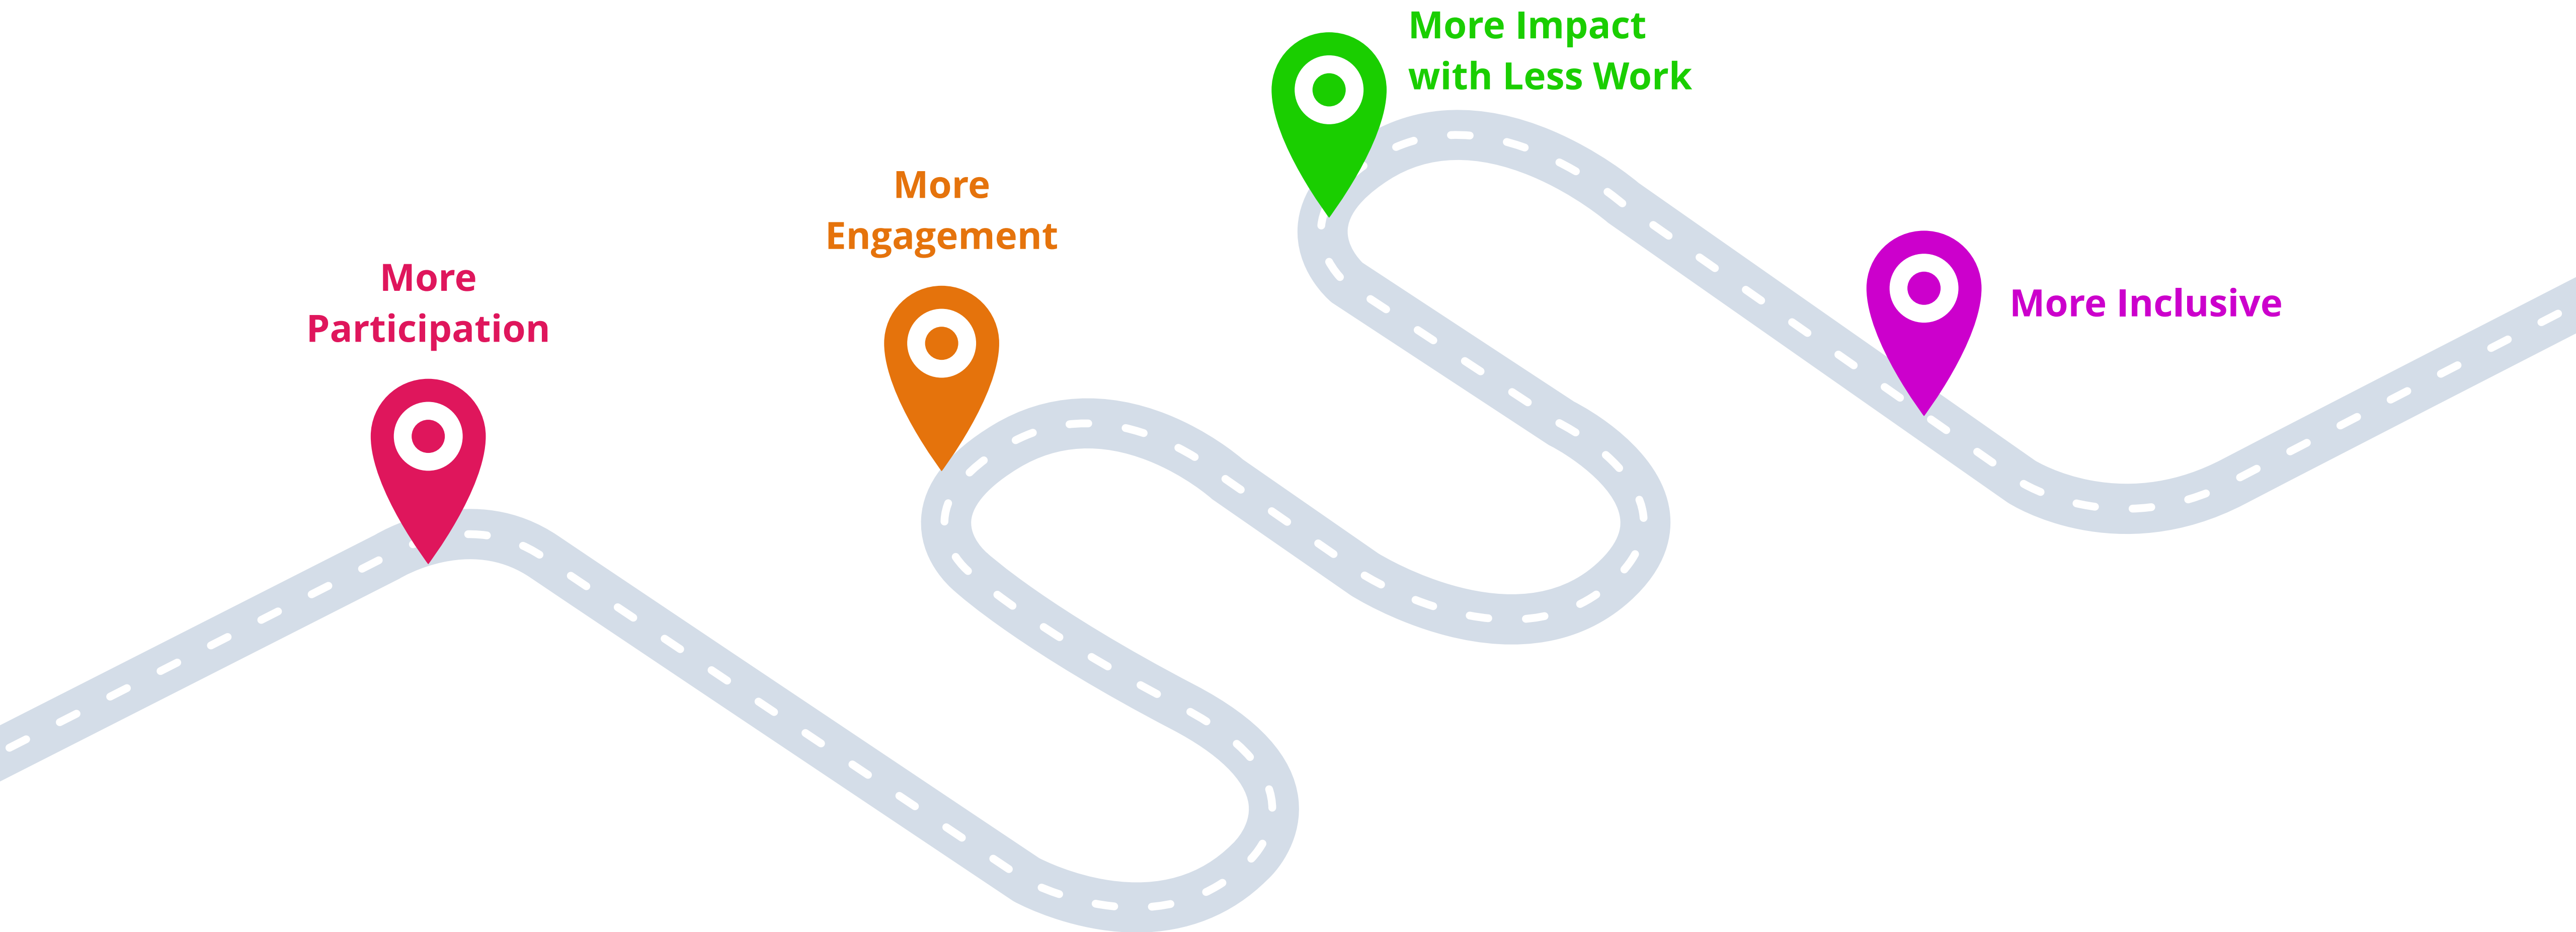 More
Participation
More
Engagement
More Impact
with Less Work
More Inclusive